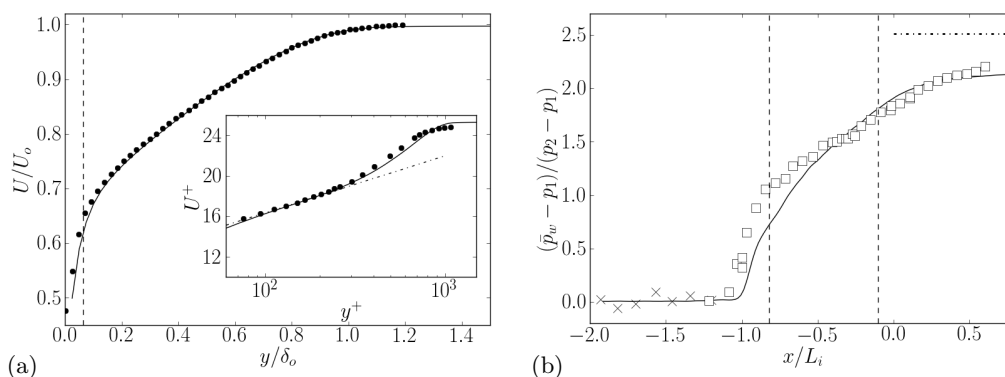 1.0
0.9
0.8
0.7
0.6
0.5
U/U_o
0.0 0.2 0.4 0.6 0.8 1.0 1.2 1.4
y/δ_o
24
20
16
12
U^+
10^2 10^3
y^+
(a)
2.5
2.0
1.5
1.0
0.5
0.0
(p̄_w − p_1)/(p_2 − p_1)
−2.0 −1.5 −1.0 −0.5 0.0 0.5
x/L_i
(b)